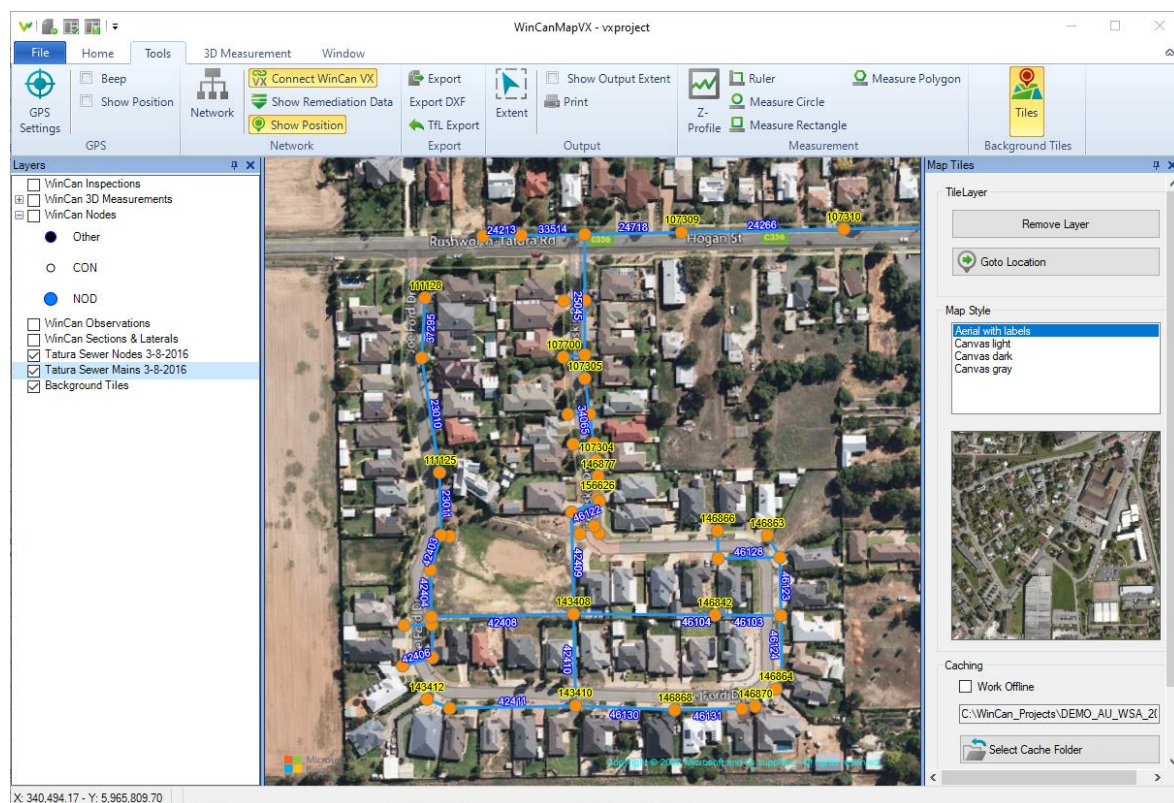 WinCanMapVX - vxproject
File Home Tools 3D Measurement Window
GPS Settings
Beep
Show Position
GPS
Network
VX Connect WinCan VX
Show Remediation Data
Show Position
Network
Export
Export DXF
TfL Export
Export
Extent
Show Output Extent
Print
Output
Z-Profile
Ruler
Measure Circle
Measure Rectangle
Measure Polygon
Measurement
Tiles
Background Tiles
Layers
WinCan Inspections
WinCan 3D Measurements
WinCan Nodes
Other
CON
NOD
WinCan Observations
WinCan Sections & Laterals
Tatura Sewer Nodes 3-8-2016
Tatura Sewer Mains 3-8-2016
Background Tiles
24213 33514 24718 107309 24266 107310
Rushworth-Tatura Rd C356 Hogan St C356
111128
25045
37295
107700
107305
23010
34065
107304
111125
146877
156626
23011
46122
146866 146863
42403
42409
46128
46123
42404
143408 146842
42408 46104 46103
42406
42410
46124
143412 143410 146868 146870 146864
42411 46130 46131
Ford D
Microsoft
Map Tiles
TileLayer
Remove Layer
Goto Location
Map Style
Aerial with labels
Canvas light
Canvas dark
Canvas gray
Caching
Work Offline
C:\WinCan_Projects\DEMO_AU_WSA_20
Select Cache Folder
X: 340,494.17 - Y: 5,965,809.70